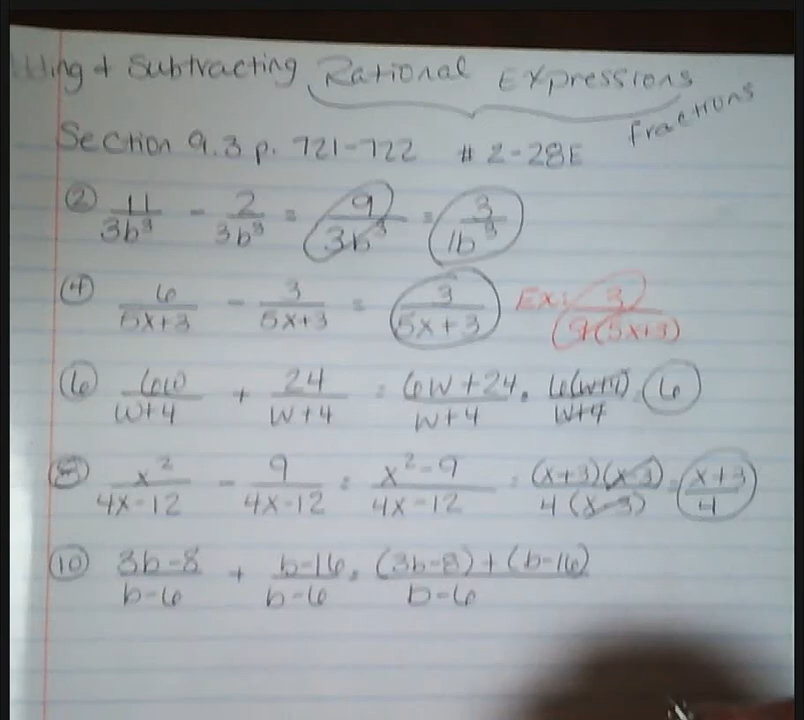 ding + Subtracting Rational Expressions
fractions
Section 9.3 p. 721-722 # 2-28E
② 11/3b³ - 2/3b³ = 9/3b³ = 3/1b³
④ 6/5x+3 - 3/5x+3 = 3/5x+3 Ex: 3/9(5x+3)
⑥ 6w/w+4 + 24/w+4 = 6w+24/w+4 = 6(w+4)/w+4 = 6
⑧ x²/4x-12 - 9/4x-12 = x²-9/4x-12 = (x+3)(x-3)/4(x-3) = x+3/4
⑩ 3b-8/b-6 + b-16/b-6 = (3b-8)+(b-16)/b-6